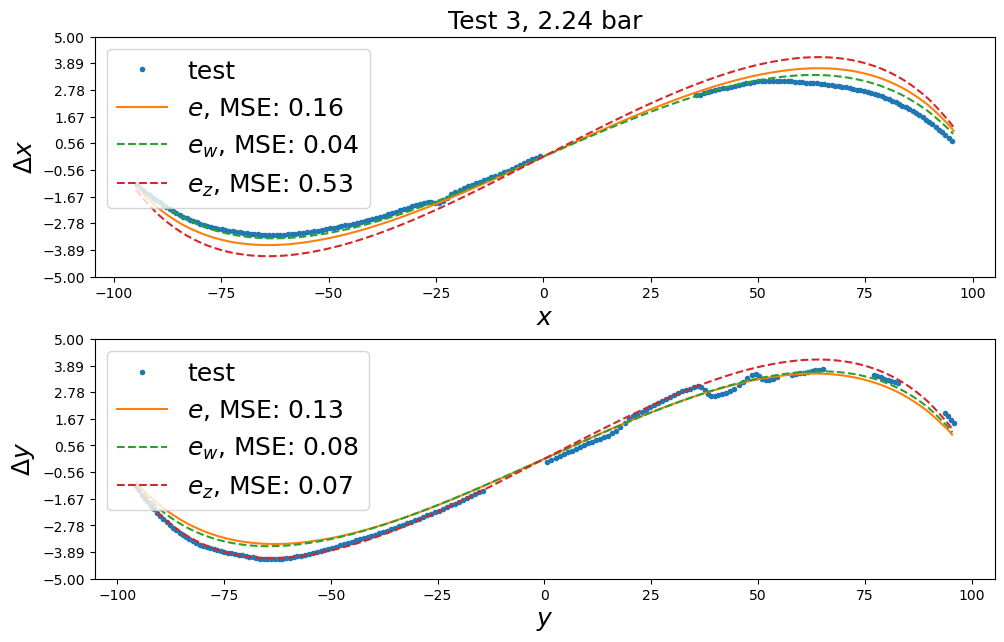 Test 3, 2.24 bar
5.00
3.89
2.78
1.67
0.56
−0.56
−1.67
−2.78
−3.89
−5.00
Δx
test
e, MSE: 0.16
e_w, MSE: 0.04
e_z, MSE: 0.53
−100 −75 −50 −25 0 25 50 75 100
x
5.00
3.89
2.78
1.67
0.56
−0.56
−1.67
−2.78
−3.89
−5.00
Δy
test
e, MSE: 0.13
e_w, MSE: 0.08
e_z, MSE: 0.07
−100 −75 −50 −25 0 25 50 75 100
y